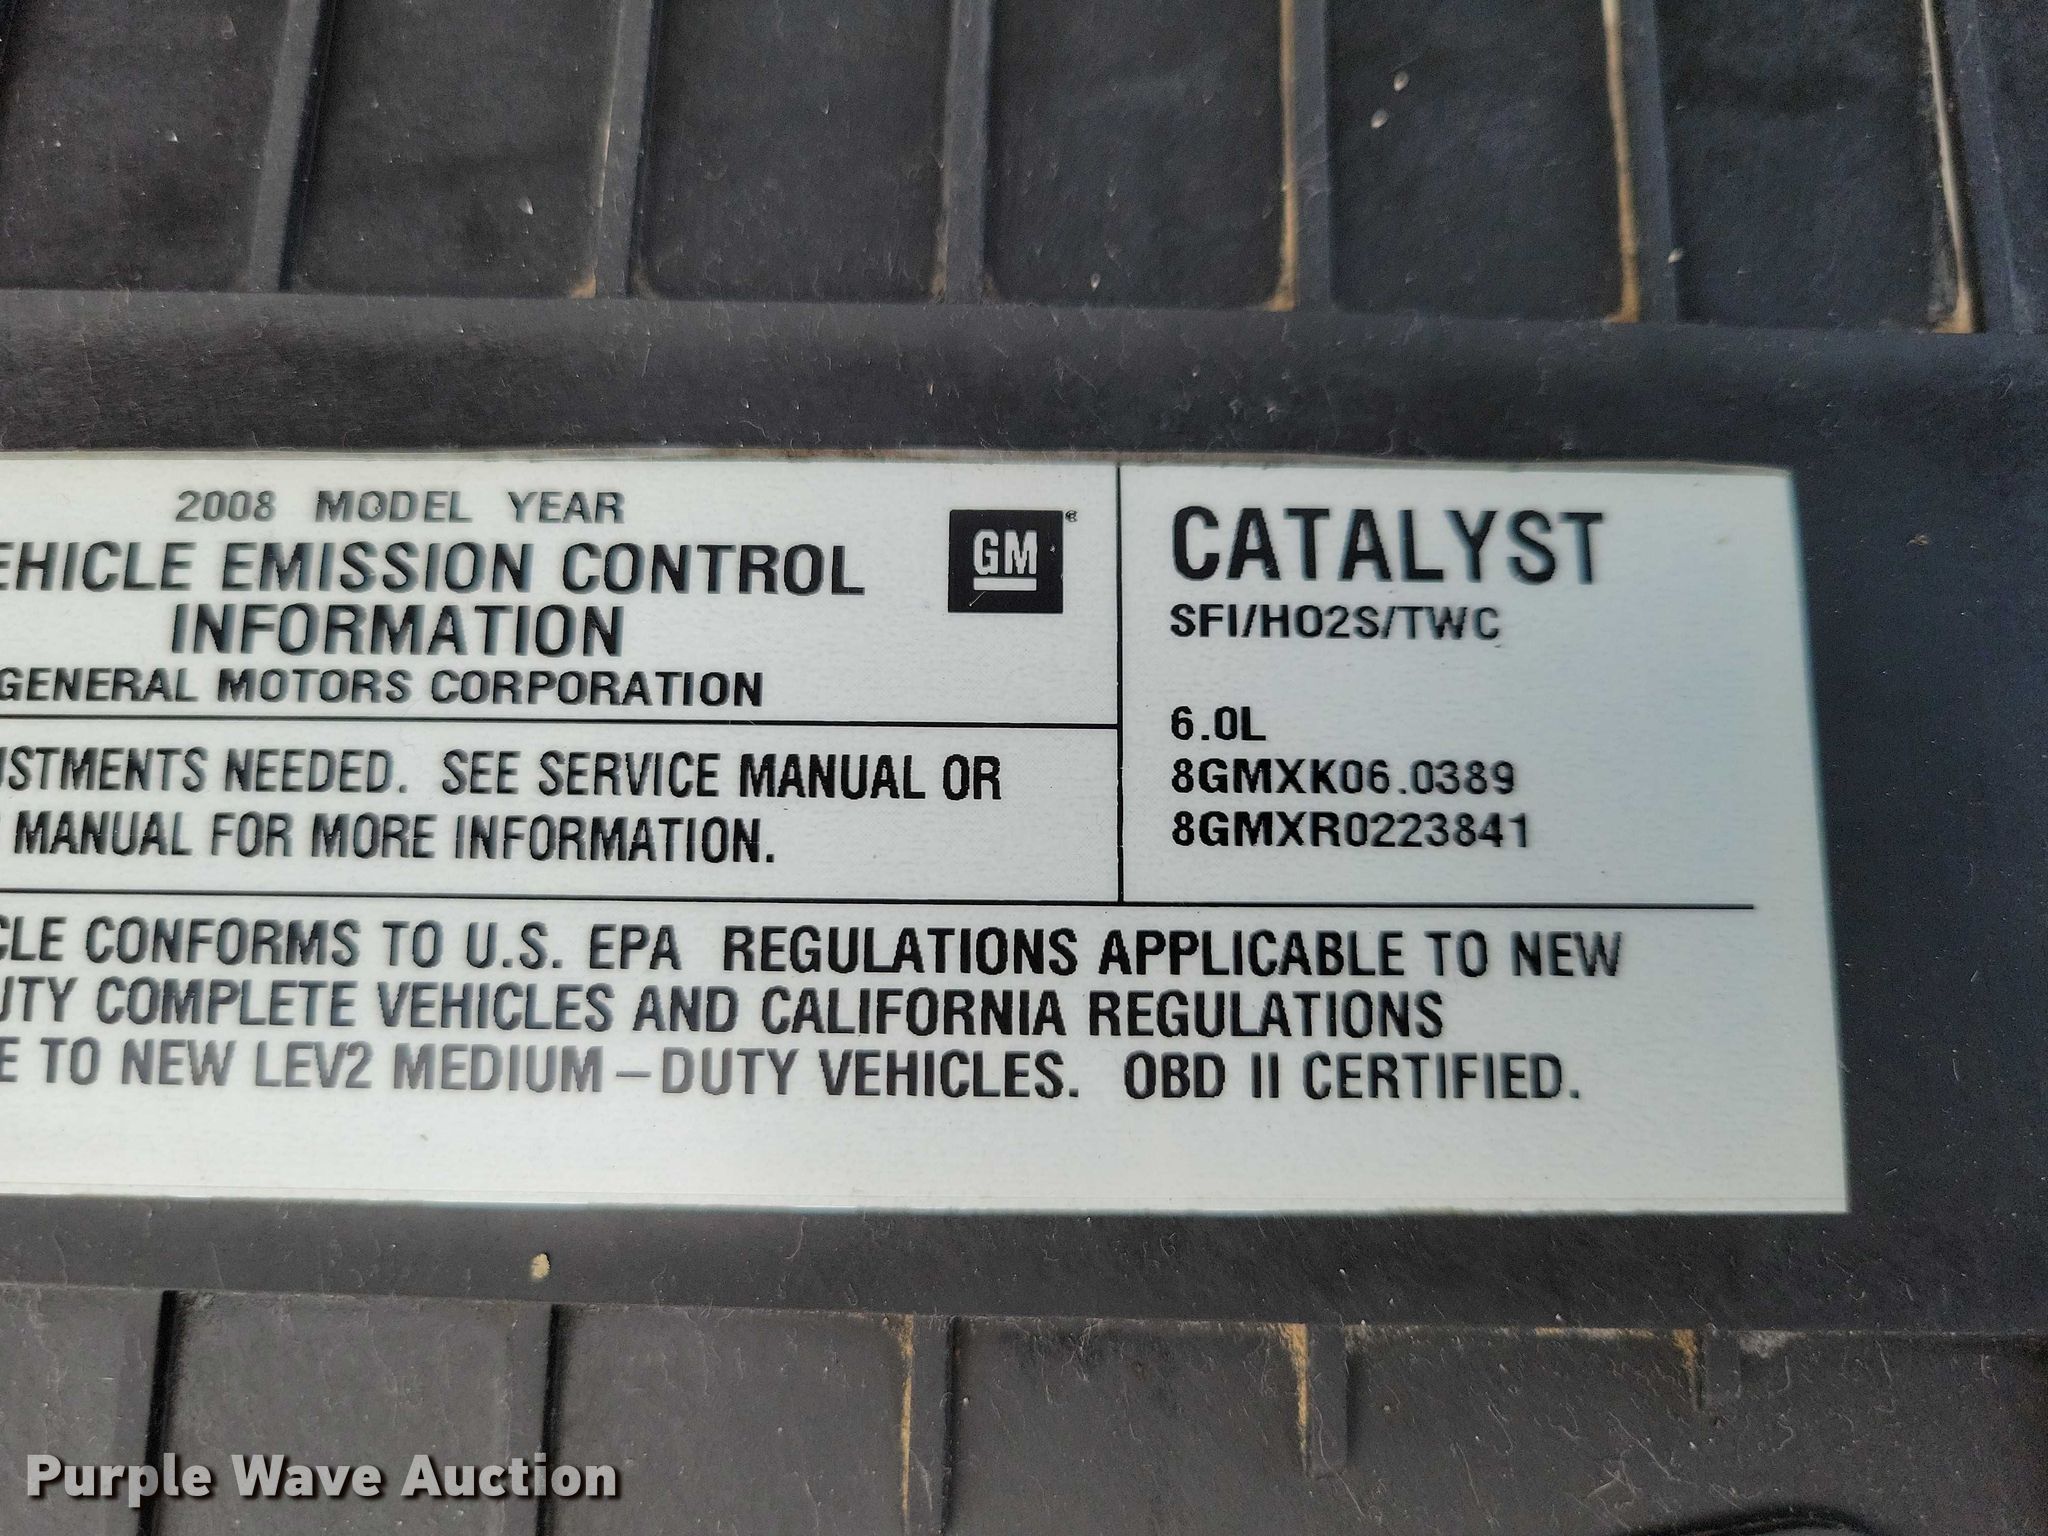 2008 MODEL YEAR
EHICLE EMISSION CONTROL
INFORMATION
GENERAL MOTORS CORPORATION
GM®
CATALYST
SFI/HO2S/TWC
6.0L
8GMXK06.0389
8GMXR0223841
USTMENTS NEEDED. SEE SERVICE MANUAL OR
MANUAL FOR MORE INFORMATION.
CLE CONFORMS TO U.S. EPA REGULATIONS APPLICABLE TO NEW
UTY COMPLETE VEHICLES AND CALIFORNIA REGULATIONS
E TO NEW LEV2 MEDIUM-DUTY VEHICLES. OBD II CERTIFIED.
Purple Wave Auction